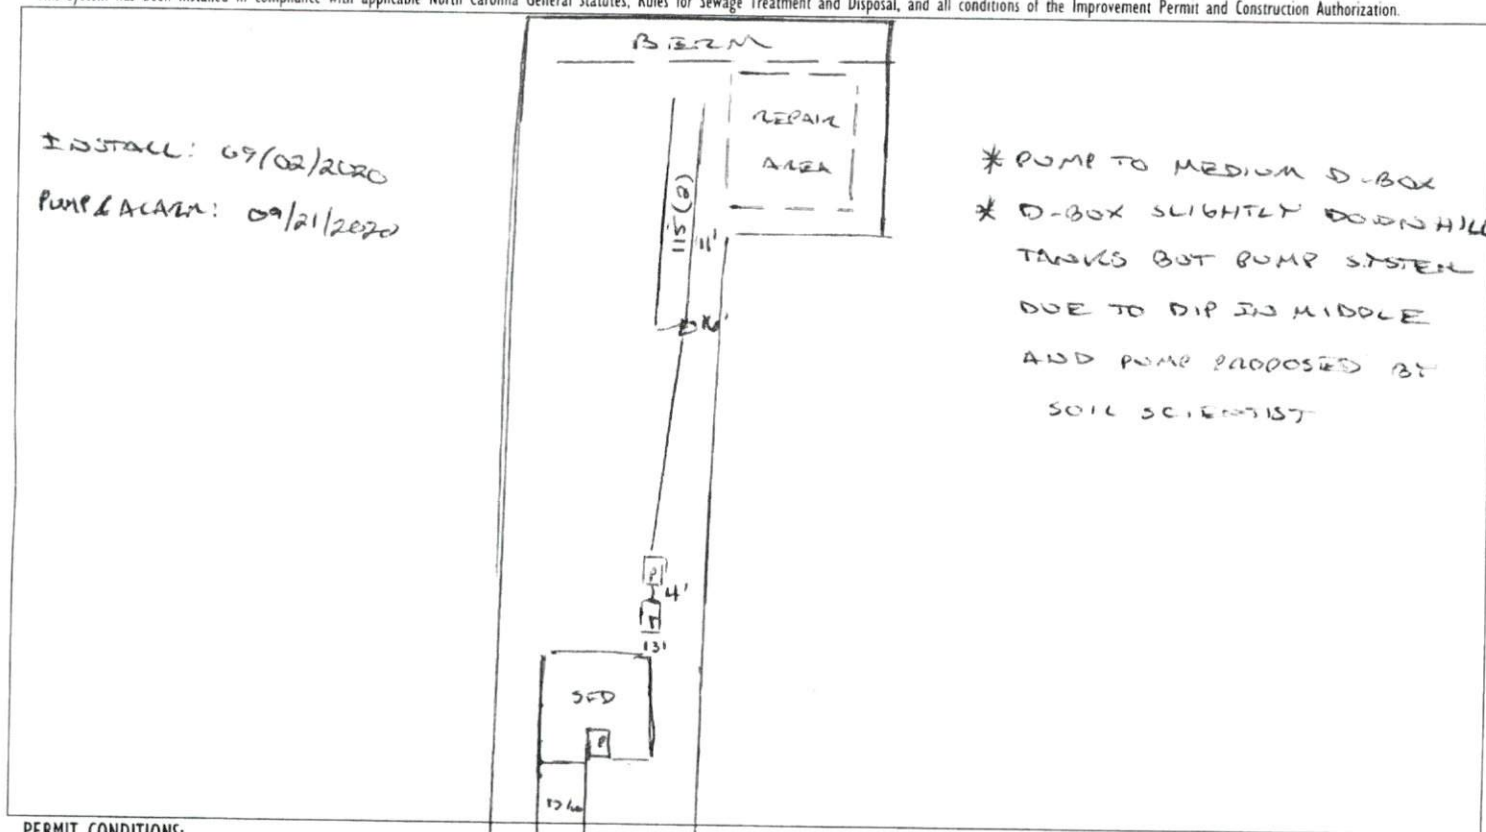 system has been installed in compliance with applicable North Carolina General Statutes, Rules for Sewage Treatment and Disposal, and all conditions of the Improvement Permit and Construction Authorization.
BERM
REPAIR
AREA
INSTALL: 09/02/2020
PUMP & ALARM: 09/21/2020
115(2)
11'
* PUMP TO MEDIUM D-BOX
* D-BOX SLIGHTLY DOWNHILL
TANKS BUT PUMP SYSTEM
DUE TO DIP IN MIDDLE
AND PUMP PROPOSED BY
SOIL SCIENTIST
P
4'
T
13'
SFD
P
D/W
PERMIT CONDITIONS: